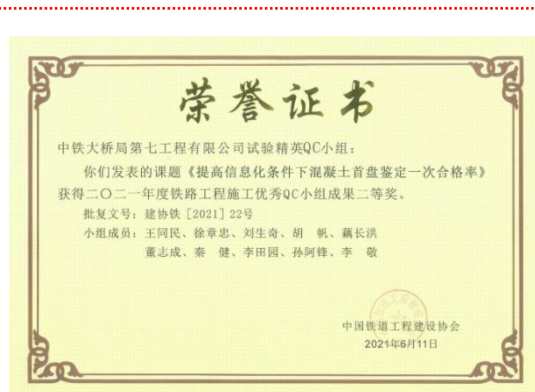 荣誉证书
中铁大桥局第七工程有限公司试验精英QC小组:
你们发表的课题《提高信息化条件下混凝土首盘鉴定一次合格率》
获得二〇二一年度铁路工程施工优秀QC小组成果二等奖。
批复文号: 建协铁 [2021] 22号
小组成员: 王同民、徐章忠、刘生奇、胡 帆、藕长洪
董志成、秦 健、李田园、孙阿锋、李 敬
中国铁道工程建设协会
2021年6月11日